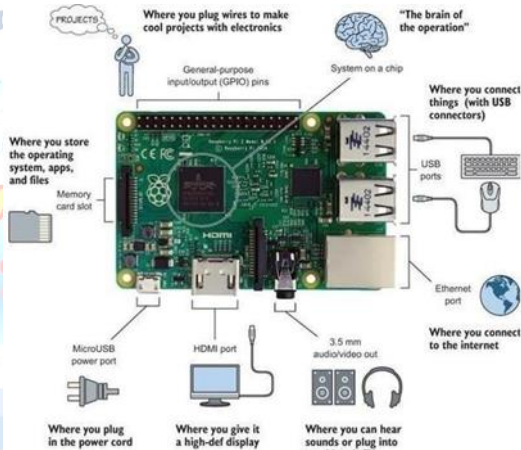 PROJECTS
Where you plug wires to make
cool projects with electronics
"The brain of
the operation"
General-purpose
input/output (GPIO) pins
System on a chip
Where you connect
things (with USB
connectors)
Where you store
the operating
system, apps,
and files
Memory
card slot
USB
ports
HDMI
Ethernet
port
Where you connect
to the internet
MicroUSB
power port
HDMI port
3.5 mm
audio/video out
Where you plug
in the power cord
Where you give it
a high-def display
Where you can hear
sounds or plug into